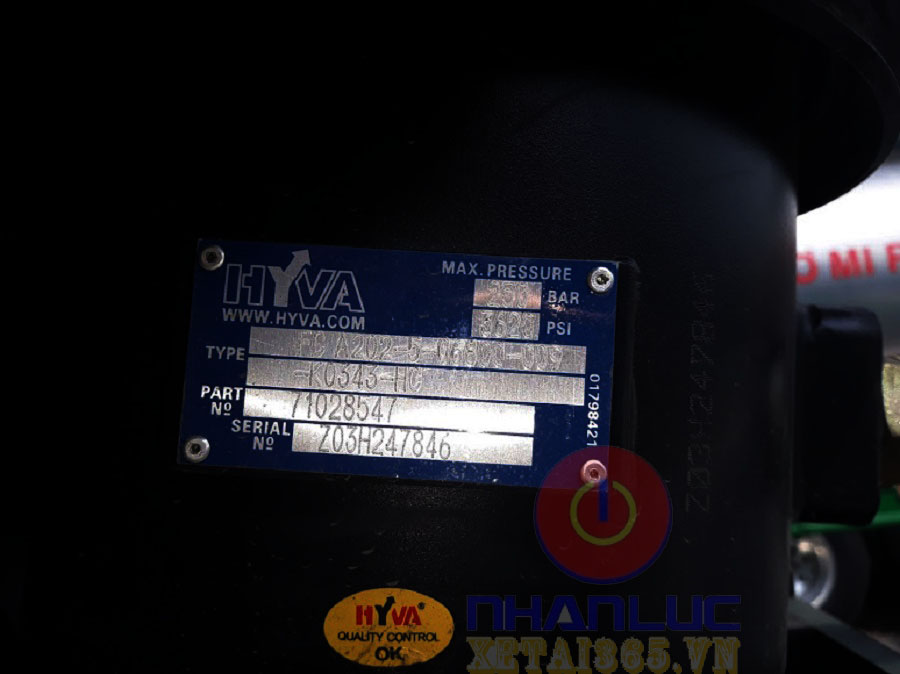 HYVA
WWW.HYVA.COM
MAX. PRESSURE
BAR
PSI
TYPE
-K0343-HC
PART
Nº
71028547
SERIAL
Nº
Z03H247846
01798421
HYVA
QUALITY CONTROL
OK
NHANLUC
XETAI365.VN